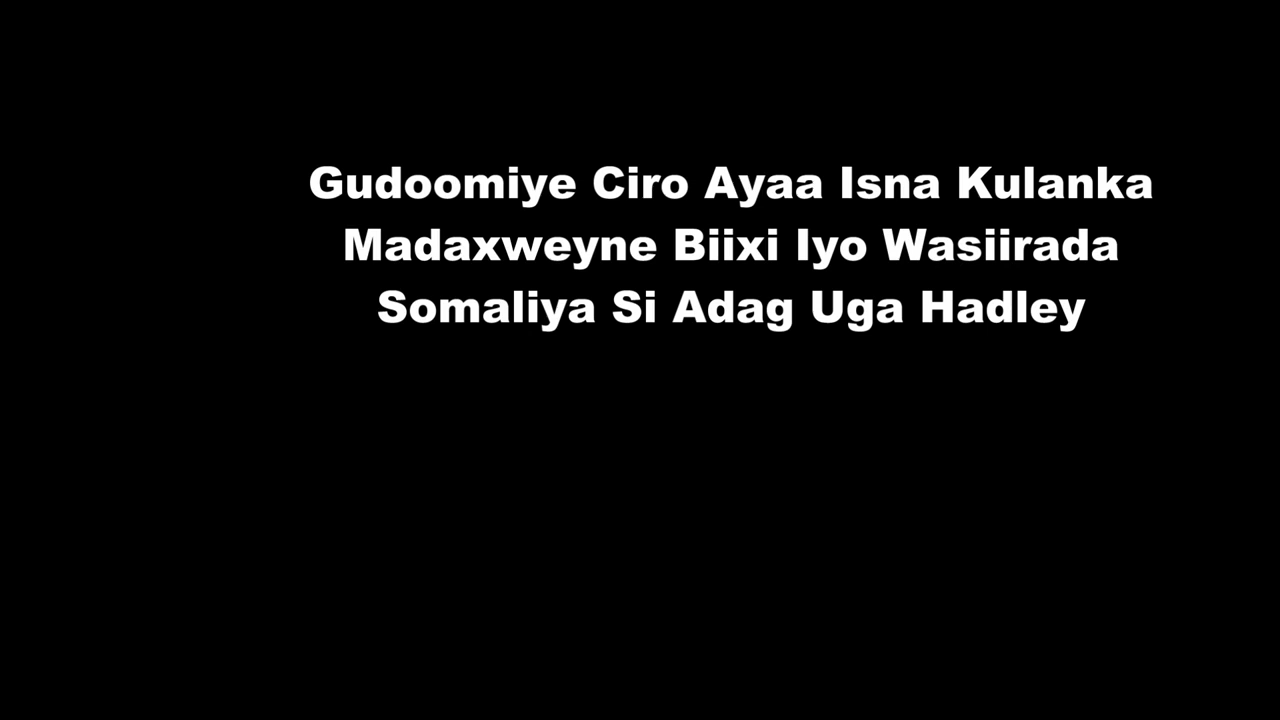 Gudoomiye Ciro Ayaa Isna Kulanka
Madaxweyne Biixi Iyo Wasiirada
Somaliya Si Adag Uga Hadley